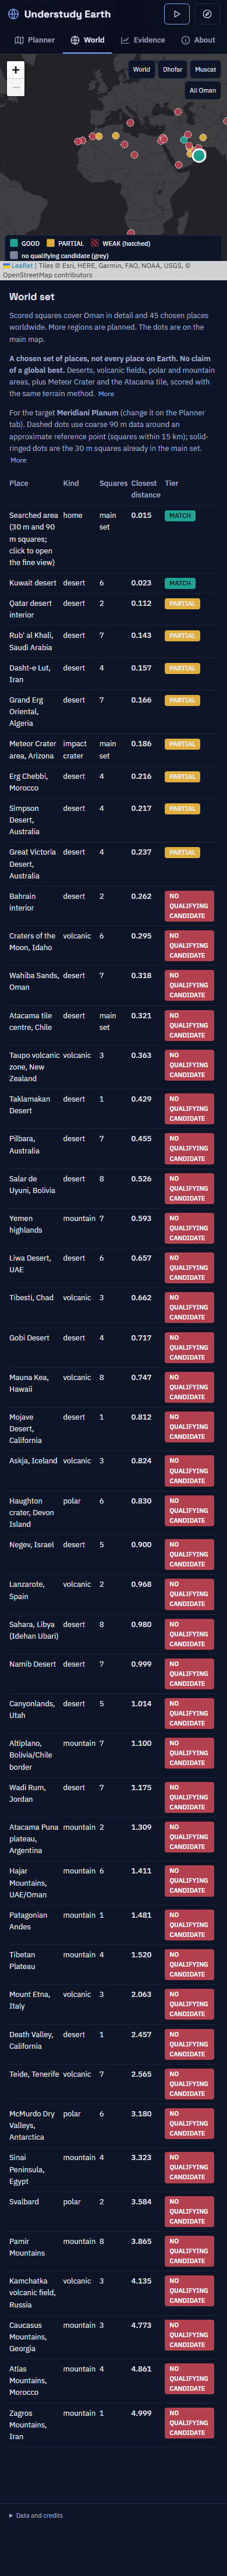 Understudy Earth
Planner World Evidence About
+
−
World Dhofar Muscat
All Oman
GOOD PARTIAL WEAK (hatched)
no qualifying candidate (grey)
Leaflet | Tiles © Esri, HERE, Garmin, FAO, NOAA, USGS, ©
OpenStreetMap contributors
World set
Scored squares cover Oman in detail and 45 places
worldwide. More regions are planned. The dots are on the
main map.
A chosen set of places, not every place on Earth. No claim
of a global best. Deserts, volcanic fields, polar and mountain
areas, plus Meteor Crater and the Atacama tile, scored with
the same terrain method. More
For the target Meridiani Planum (change it on the Planner
tab). Dashed dots use coarse 90 m data around an
approximate reference point (squares within 15 km); solid-
ringed dots are the 30 m squares already in the main set.
More
Place Kind Squares Closest Tier
distance
Searched area home main 0.015 MATCH
(30 m and 90 set
m squares;
click to open
the fine view)
Kuwait desert desert 6 0.023 MATCH
Qatar desert desert 2 0.112 PARTIAL
interior
Rub' al Khali, desert 7 0.143 PARTIAL
Saudi Arabia
Dasht-e Lut, desert 4 0.157 PARTIAL
Iran
Grand Erg desert 7 0.166 PARTIAL
Oriental,
Algeria
Meteor Crater impact main 0.186 PARTIAL
area, Arizona crater set
Erg Chebbi, desert 4 0.216 PARTIAL
Morocco
Simpson desert 4 0.217 PARTIAL
Desert,
Australia
Great Victoria desert 4 0.237 PARTIAL
Desert,
Australia
Bahrain desert 2 0.262 NO
interior QUALIFYING
CANDIDATE
Craters of the volcanic 6 0.295 NO
Moon, Idaho QUALIFYING
CANDIDATE
Wahiba Sands, desert 7 0.318 NO
Oman QUALIFYING
CANDIDATE
Atacama tile desert main 0.321 NO
centre, Chile set QUALIFYING
CANDIDATE
Taupo volcanic volcanic 3 0.363 NO
zone, New QUALIFYING
Zealand CANDIDATE
Taklamakan desert 1 0.429 NO
Desert QUALIFYING
CANDIDATE
Pilbara, desert 7 0.455 NO
Australia QUALIFYING
CANDIDATE
Salar de desert 8 0.526 NO
Uyuni, Bolivia QUALIFYING
CANDIDATE
Yemen mountain 7 0.593 NO
highlands QUALIFYING
CANDIDATE
Liwa Desert, desert 6 0.657 NO
UAE QUALIFYING
CANDIDATE
Tibesti, Chad volcanic 3 0.662 NO
QUALIFYING
CANDIDATE
Gobi Desert desert 4 0.717 NO
QUALIFYING
CANDIDATE
Mauna Kea, volcanic 8 0.747 NO
Hawaii QUALIFYING
CANDIDATE
Mojave desert 1 0.812 NO
Desert, QUALIFYING
California CANDIDATE
Askja, Iceland volcanic 3 0.824 NO
QUALIFYING
CANDIDATE
Haughton polar 6 0.830 NO
crater, Devon QUALIFYING
Island CANDIDATE
Negev, Israel desert 5 0.900 NO
QUALIFYING
CANDIDATE
Lanzarote, volcanic 2 0.968 NO
Spain QUALIFYING
CANDIDATE
Sahara, Libya desert 8 0.980 NO
(Idehan Ubari) QUALIFYING
CANDIDATE
Namib Desert desert 7 0.999 NO
QUALIFYING
CANDIDATE
Canyonlands, desert 5 1.014 NO
Utah QUALIFYING
CANDIDATE
Altiplano, mountain 7 1.100 NO
Bolivia/Chile QUALIFYING
border CANDIDATE
Wadi Rum, desert 7 1.175 NO
Jordan QUALIFYING
CANDIDATE
Atacama Puna mountain 2 1.309 NO
plateau, QUALIFYING
Argentina CANDIDATE
Hajar mountain 6 1.411 NO
Mountains, QUALIFYING
UAE/Oman CANDIDATE
Patagonian mountain 1 1.481 NO
Andes QUALIFYING
CANDIDATE
Tibetan mountain 4 1.520 NO
Plateau QUALIFYING
CANDIDATE
Mount Etna, volcanic 3 2.063 NO
Italy QUALIFYING
CANDIDATE
Death Valley, desert 1 2.457 NO
California QUALIFYING
CANDIDATE
Teide, Tenerife volcanic 7 2.565 NO
QUALIFYING
CANDIDATE
McMurdo Dry polar 6 3.180 NO
Valleys, QUALIFYING
Antarctica CANDIDATE
Sinai mountain 4 3.323 NO
Peninsula, QUALIFYING
Egypt CANDIDATE
Svalbard polar 2 3.584 NO
QUALIFYING
CANDIDATE
Pamir mountain 8 3.865 NO
Mountains QUALIFYING
CANDIDATE
Kamchatka volcanic 3 4.135 NO
volcanic field, QUALIFYING
Russia CANDIDATE
Caucasus mountain 3 4.773 NO
Mountains, QUALIFYING
Georgia CANDIDATE
Atlas mountain 4 4.861 NO
Mountains, QUALIFYING
Morocco CANDIDATE
Zagros mountain 1 4.999 NO
Mountains, QUALIFYING
Iran CANDIDATE
Data and credits